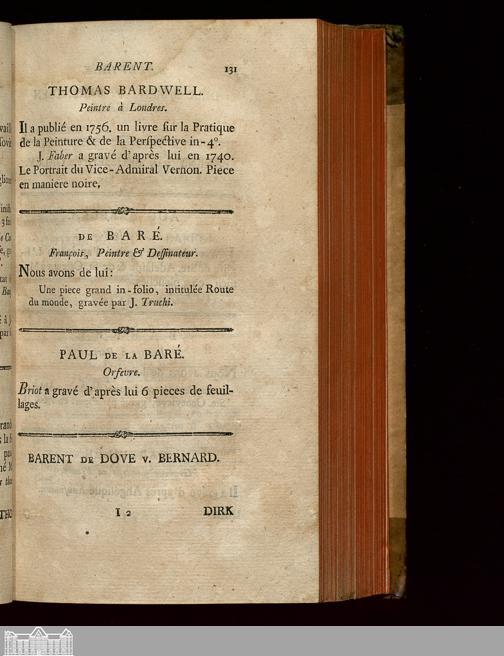 BARENT. 131
THOMAS BARDWELL.
Peintre à Londres.
Il a publié en 1756. un livre ſur la Pratique
de la Peinture & de la Perſpective in-4°.
J. Faber a gravé d'après lui en 1740.
Le Portrait du Vice-Admiral Vernon. Piece
en maniere noire,
DE BARÉ.
François, Peintre & Deſſinateur.
Nous avons de lui:
Une piece grand in-folio, intitulée Route
du monde, gravée par J. Truchi.
PAUL DE LA BARÉ.
Orfevre.
Briot a gravé d'après lui 6 pieces de feuil-
lages.
BARENT DE DOVE v. BERNARD.
I 2 DIRK